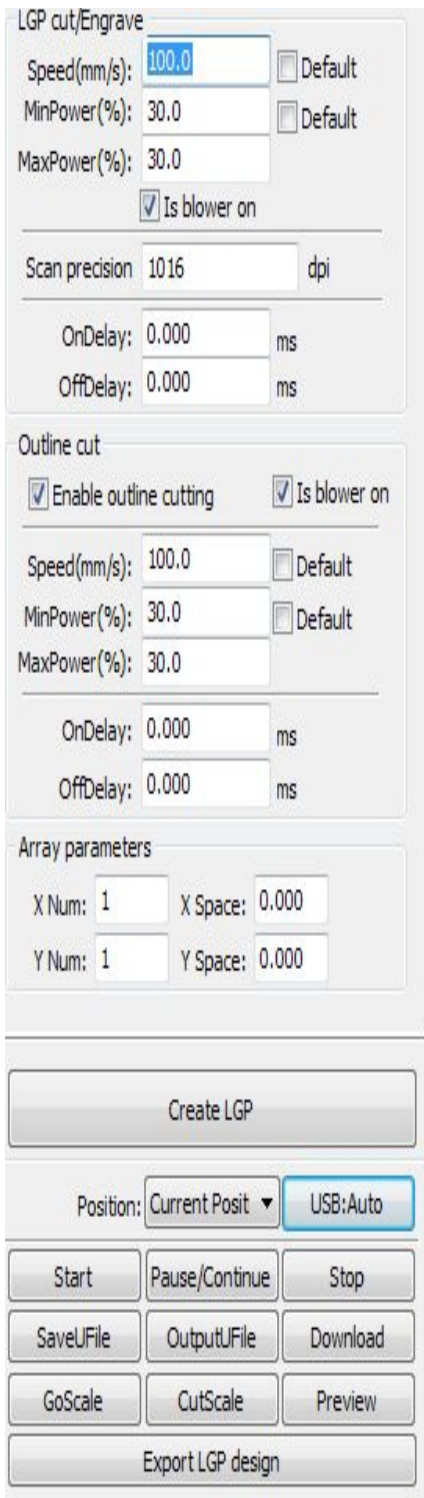 LGP cut/Engrave
Speed(mm/s): 100.0 Default
MinPower(%): 30.0 Default
MaxPower(%): 30.0
Is blower on
Scan precision 1016 dpi
OnDelay: 0.000 ms
OffDelay: 0.000 ms
Outline cut
Enable outline cutting Is blower on
Speed(mm/s): 100.0 Default
MinPower(%): 30.0 Default
MaxPower(%): 30.0
OnDelay: 0.000 ms
OffDelay: 0.000 ms
Array parameters
X Num: 1 X Space: 0.000
Y Num: 1 Y Space: 0.000
Create LGP
Position: Current Posit USB:Auto
Start Pause/Continue Stop
SaveUFile OutputUFile Download
GoScale CutScale Preview
Export LGP design